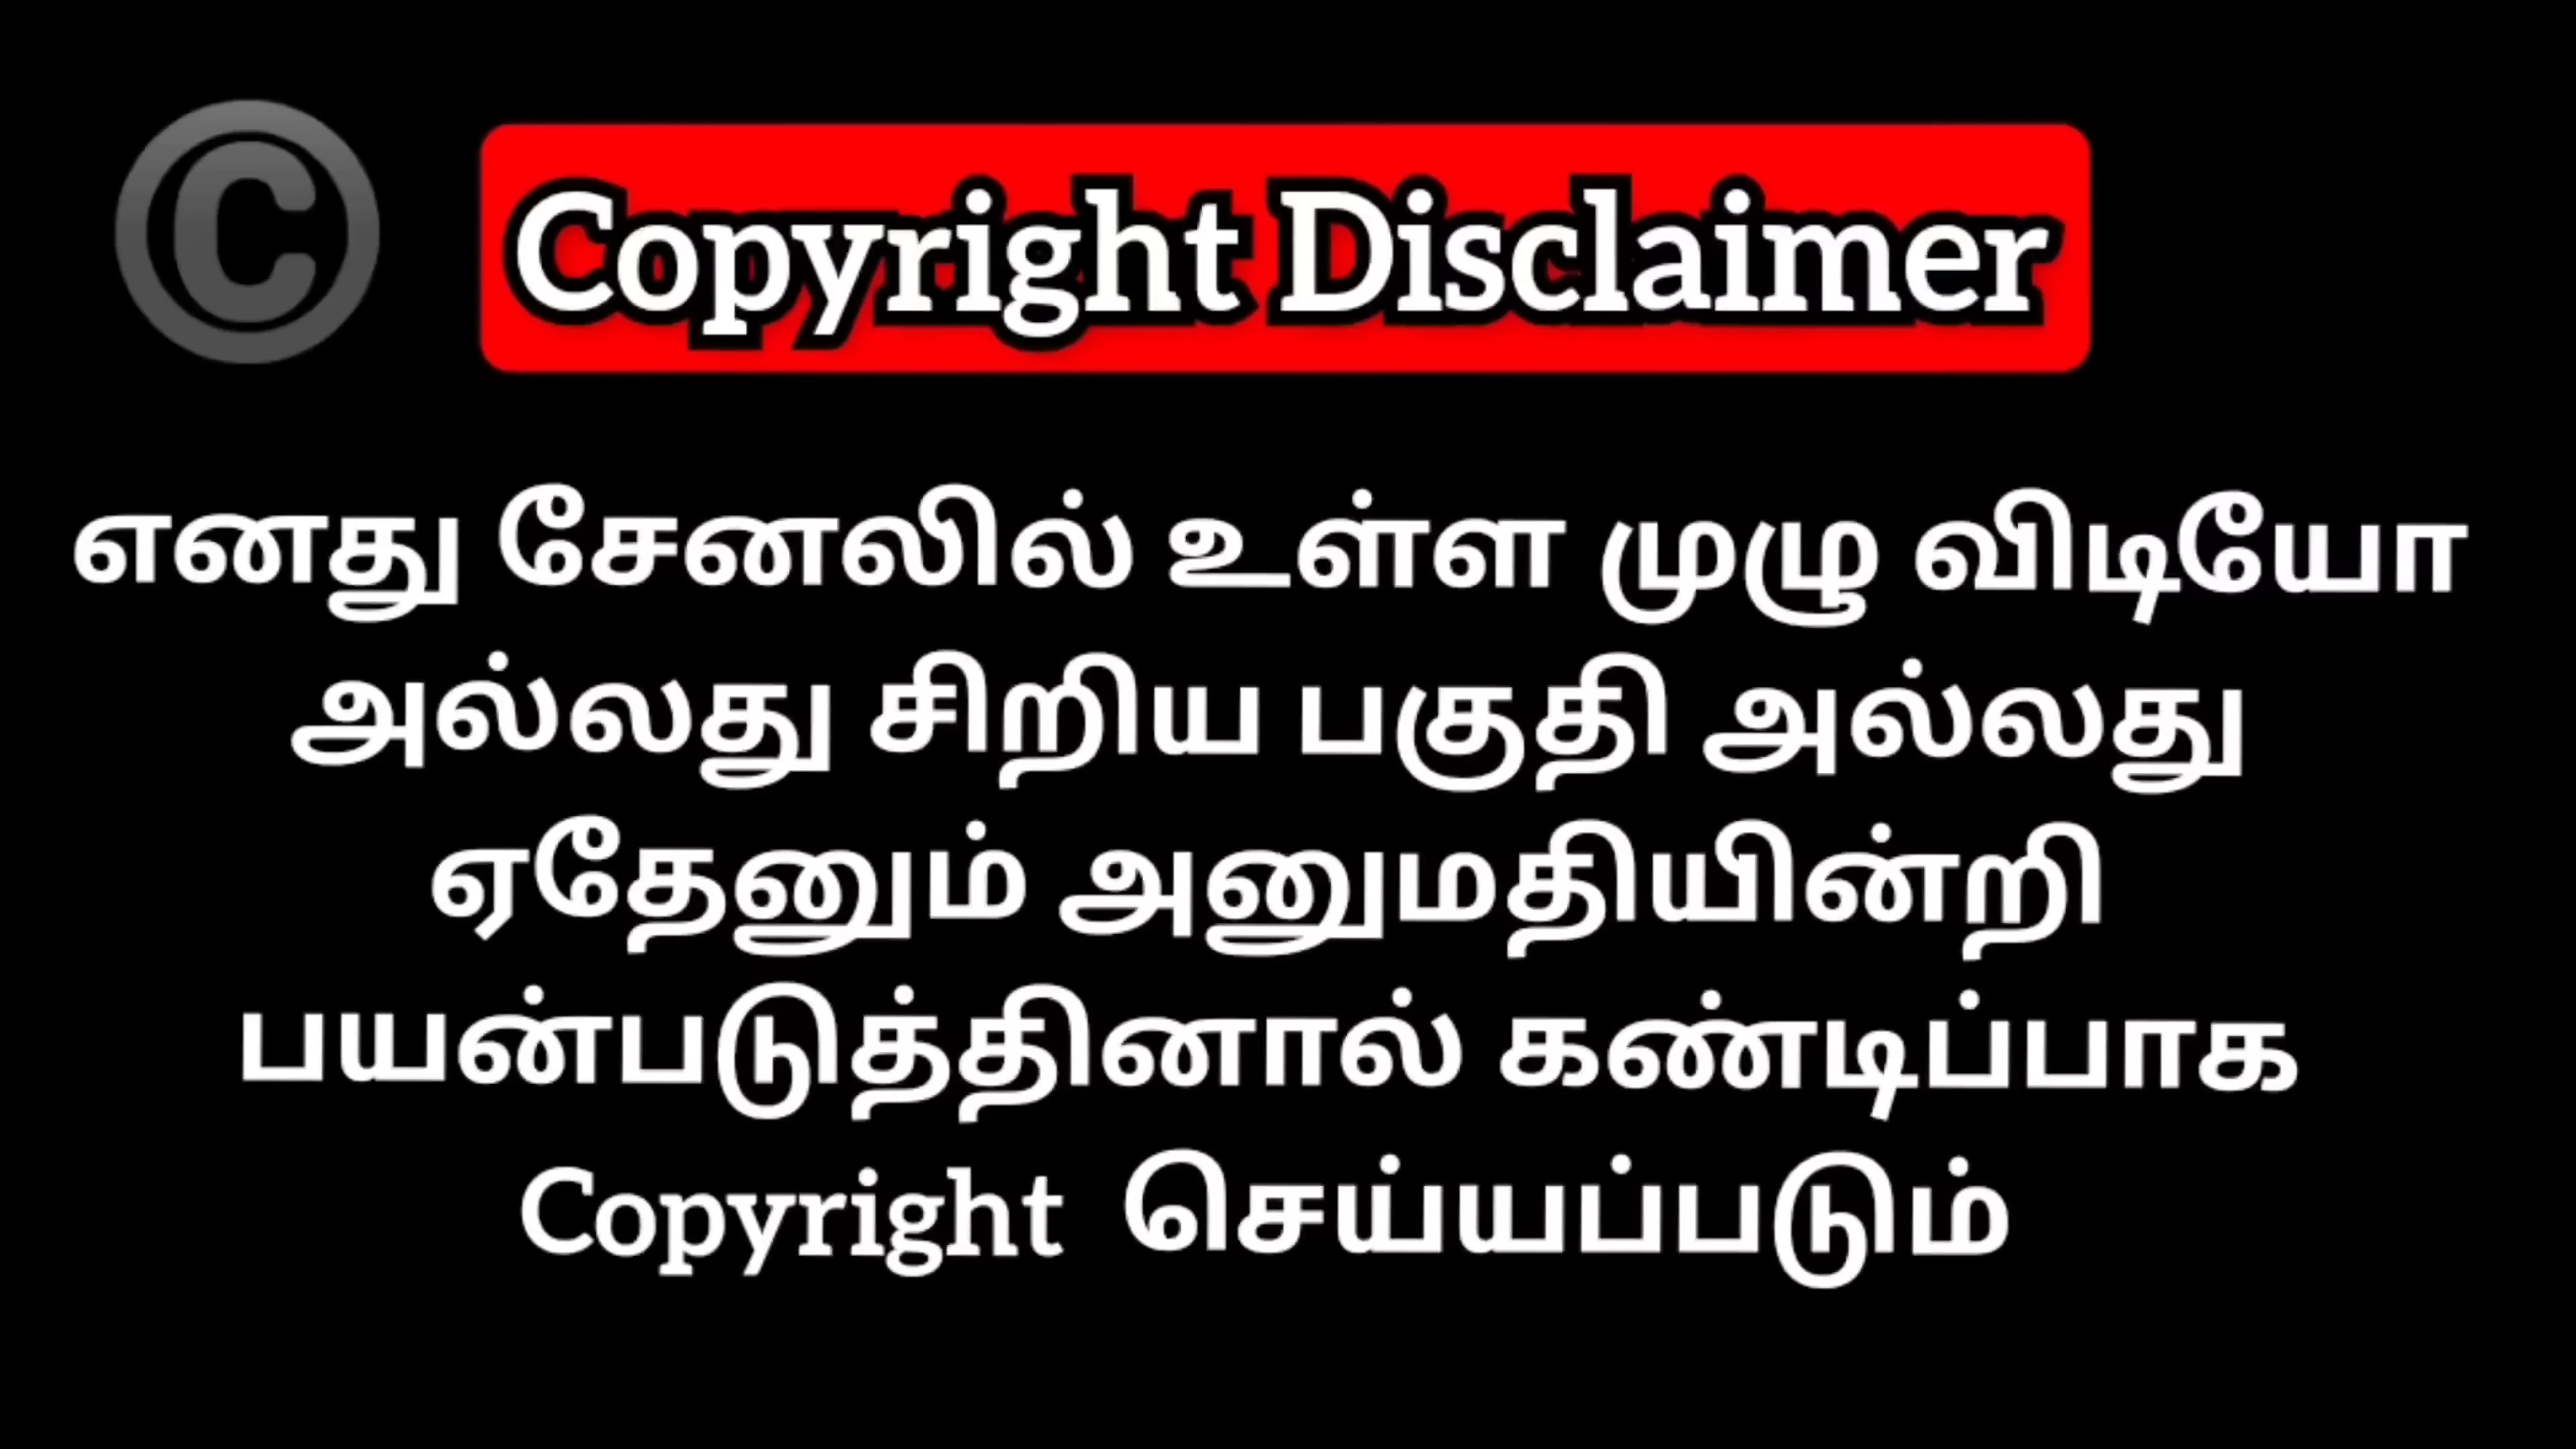 ©
Copyright Disclaimer
எனது சேனலில் உள்ள முழு விடியோ
அல்லது சிறிய பகுதி அல்லது
ஏதேனும் அனுமதியின்றி
பயன்படுத்தினால் கண்டிப்பாக
Copyright செய்யப்படும்